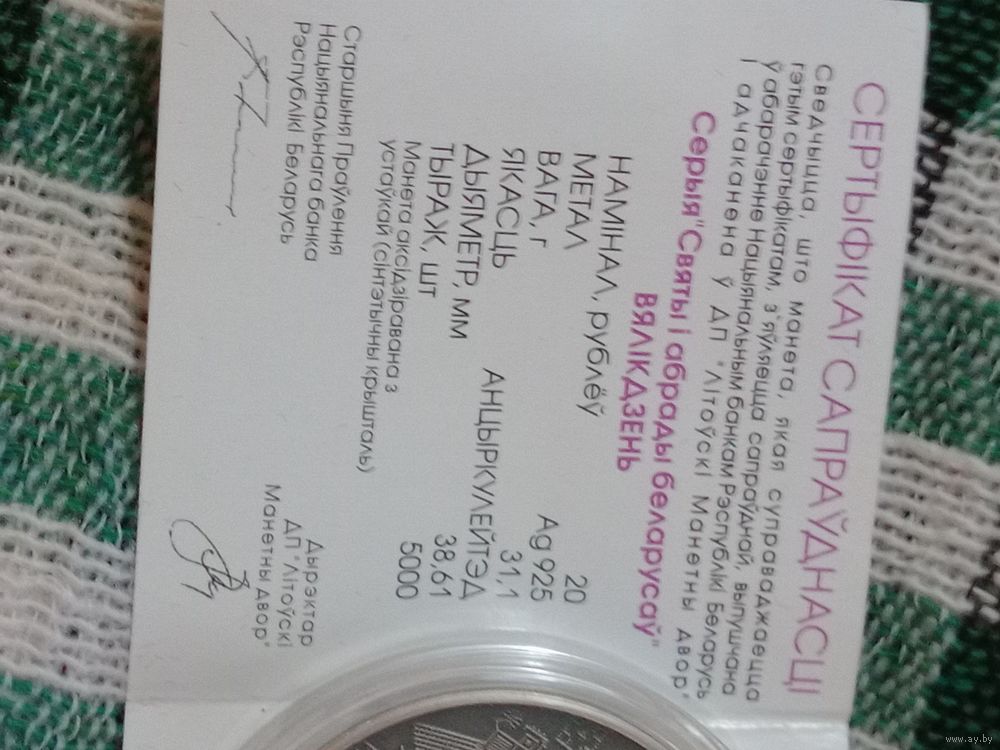 СЕРТЫФІКАТ САПРАЎДНАСЦІ
Сведчыцца, што манета, якая суправаджаецца
гэтым сертыфікатам, з'яўляецца сапраўднай, выпушчана
ў абарачэнне Нацыянальным банкам Рэспублікі Беларусь
і адчаканена ў ДП "Літоўскі Манетны двор"
Серыя "Святы і абрады беларусаў"
ВЯЛІКДЗЕНЬ
НАМІНАЛ, рублёў 20
МЕТАЛ Ag 925
ВАГА, г 31,1
ЯКАСЦЬ АНЦЫРКУЛЕЙТЭД
ДЫЯМЕТР, мм 38,61
ТЫРАЖ, шт 5000
Манета аксідзіравана з
устаўкай (сінтэтычны крышталь)
Старшыня Праўлення
Нацыянальнага банка
Рэспублікі Беларусь
Дырэктар
ДП "Літоўскі
Манетны двор"
www.ay.by